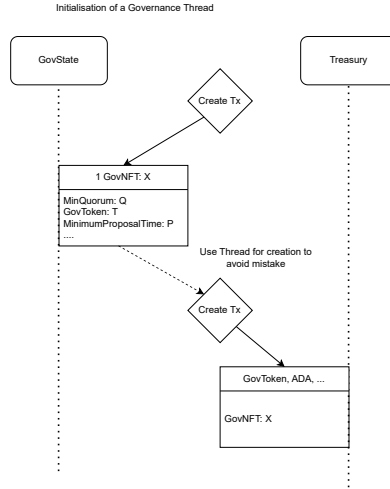 Initialisation of a Governance Thread
GovState
Treasury
Create Tx
1 GovNFT: X
MinQuorum: Q
GovToken: T
MinimumProposalTime: P
....
Use Thread for creation to
avoid mistake
Create Tx
GovToken, ADA, ...
GovNFT: X